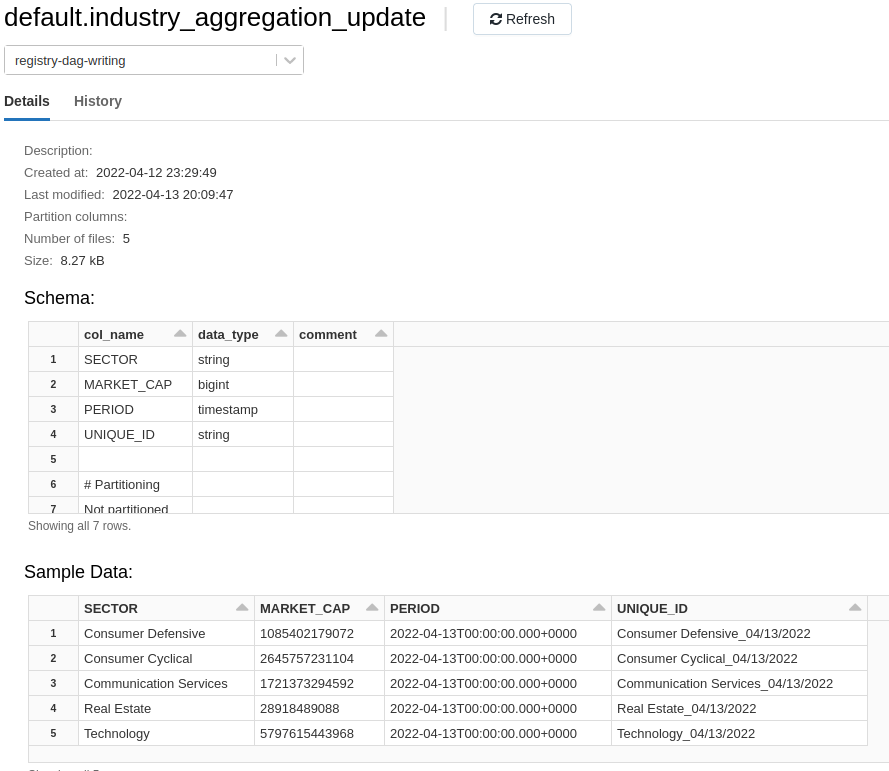 default.industry_aggregation_update
Refresh
registry-dag-writing
Details History
Description:
Created at: 2022-04-12 23:29:49
Last modified: 2022-04-13 20:09:47
Partition columns:
Number of files: 5
Size: 8.27 kB
Schema:
col_name data_type comment
1 SECTOR string
2 MARKET_CAP bigint
3 PERIOD timestamp
4 UNIQUE_ID string
5
6 # Partitioning
7 Not partitioned
Showing all 7 rows.
Sample Data:
SECTOR MARKET_CAP PERIOD UNIQUE_ID
1 Consumer Defensive 1085402179072 2022-04-13T00:00:00.000+0000 Consumer Defensive_04/13/2022
2 Consumer Cyclical 2645757231104 2022-04-13T00:00:00.000+0000 Consumer Cyclical_04/13/2022
3 Communication Services 1721373294592 2022-04-13T00:00:00.000+0000 Communication Services_04/13/2022
4 Real Estate 28918489088 2022-04-13T00:00:00.000+0000 Real Estate_04/13/2022
5 Technology 5797615443968 2022-04-13T00:00:00.000+0000 Technology_04/13/2022